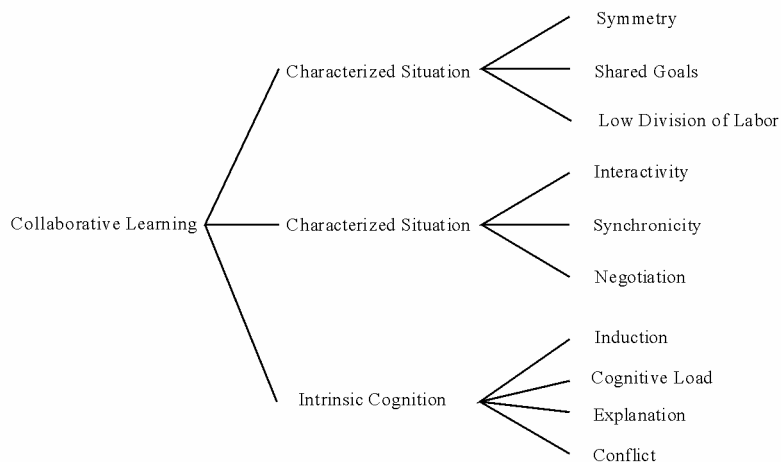 Collaborative Learning
Characterized Situation
Symmetry
Shared Goals
Low Division of Labor
Characterized Situation
Interactivity
Synchronicity
Negotiation
Intrinsic Cognition
Induction
Cognitive Load
Explanation
Conflict